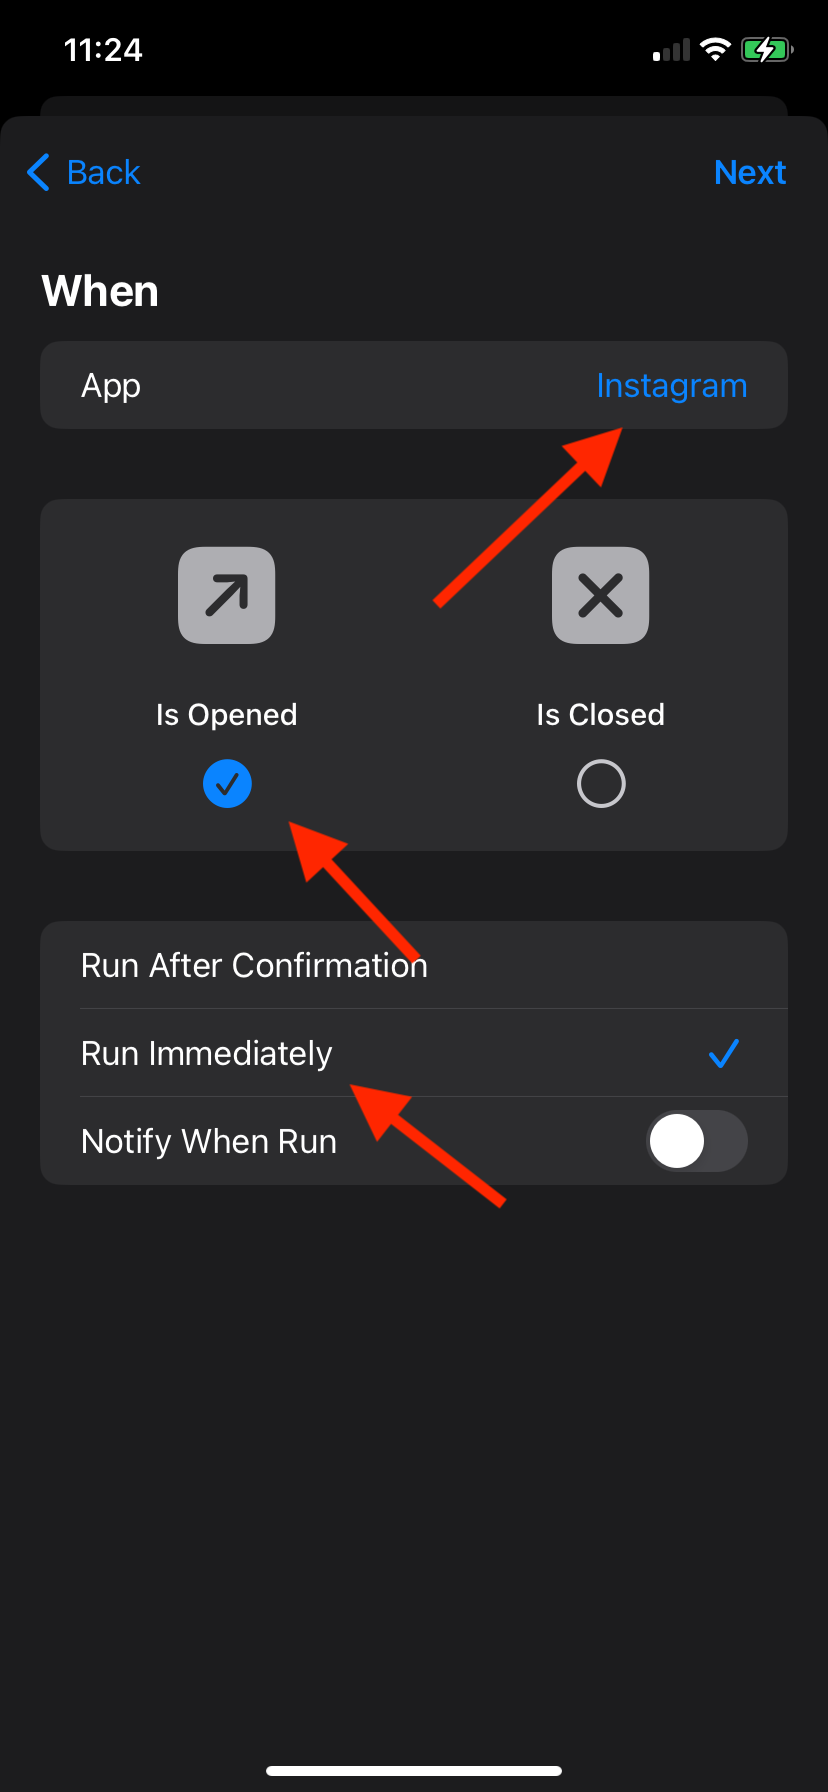 11:24
Back
Next
When
App
Instagram
Is Opened
Is Closed
Run After Confirmation
Run Immediately
Notify When Run